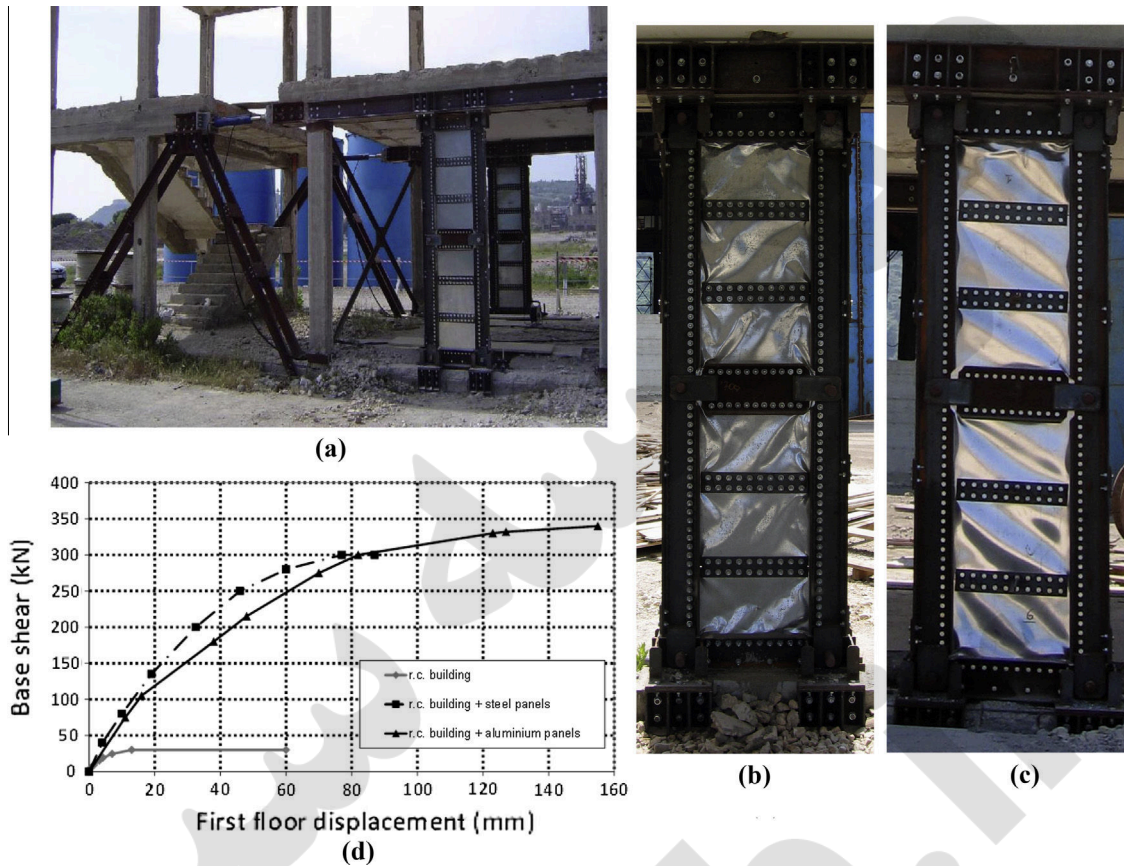 (a)
(b)
(c)
400
350
300
250
200
150
100
50
0
Base shear (kN)
r.c. building
r.c. building + steel panels
r.c. building + aluminium panels
0 20 40 60 80 100 120 140 160
First floor displacement (mm)
(d)
6